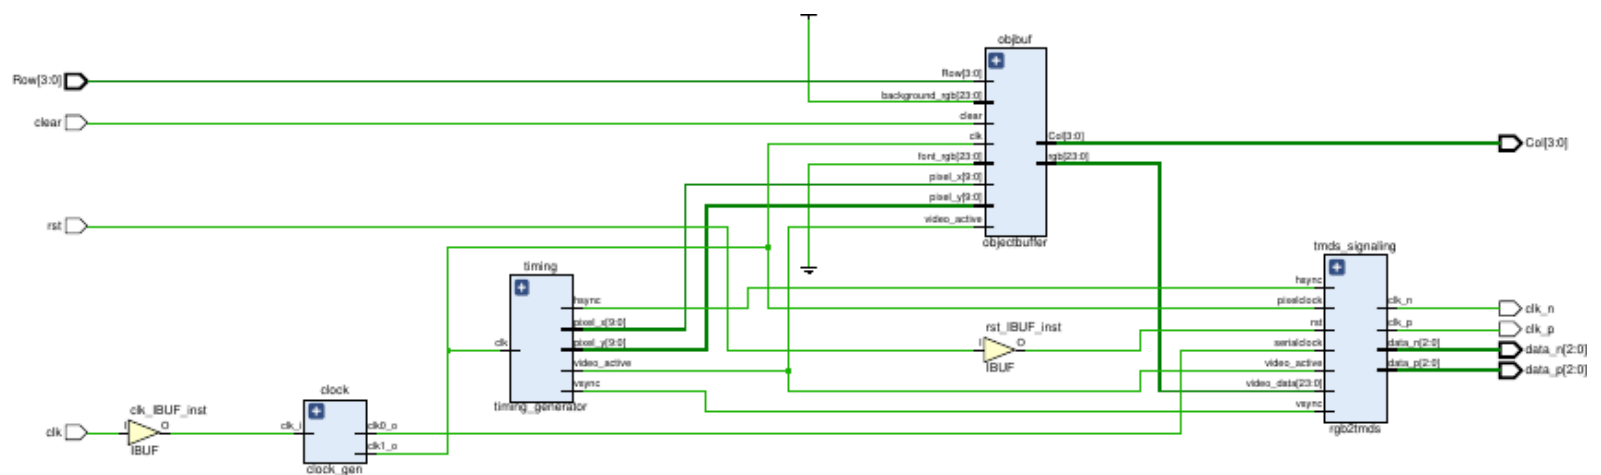 objbuf
Row[3:0]
Row[3:0]
background_rgb[23:0]
clear
clear
clk
Col[3:0]
Col[3:0]
font_rgb[23:0]
rgb[23:0]
pixel_x[9:0]
pixel_y[9:0]
video_active
rst
objectbuffer
tmds_signaling
timing
hsync
hsync
pixelclock
clk_n
clk_n
pixel_x[9:0]
rst_IBUF_inst
rst
clk_p
clk_p
clk
pixel_y[9:0]
I
O
serialclock
data_n[2:0]
data_n[2:0]
video_active
IBUF
video_active
data_p[2:0]
data_p[2:0]
vsync
video_data[23:0]
clock
timing_generator
vsync
clk_IBUF_inst
rgb2tmds
clk
I
O
clk_i
clk0_o
IBUF
clk1_o
clock_gen